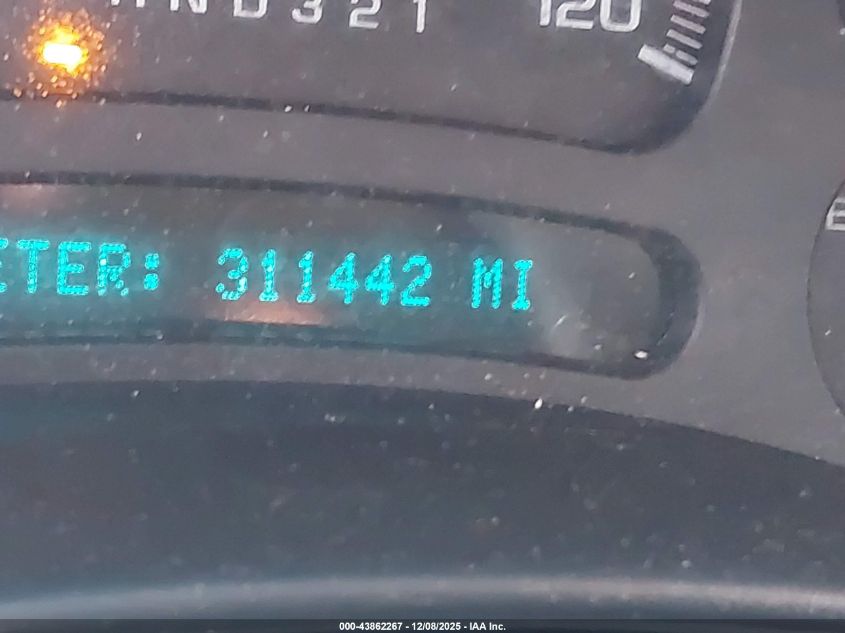 N D 3 2 1 120
ETER: 311442 MI
E
000-43862267 - 12/08/2025 - IAA Inc.